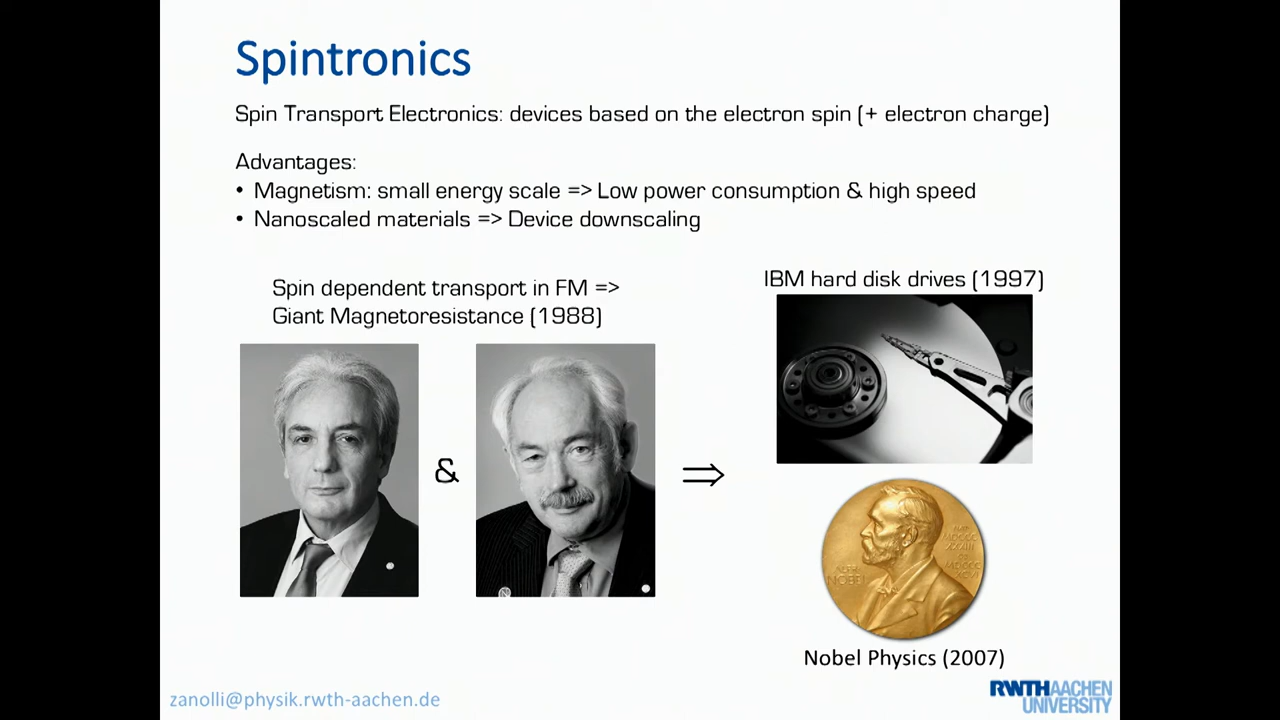 Spintronics
Spin Transport Electronics: devices based on the electron spin (+ electron charge)
Advantages:
• Magnetism: small energy scale => Low power consumption & high speed
• Nanoscaled materials => Device downscaling
Spin dependent transport in FM =>
Giant Magnetoresistance (1988)
IBM hard disk drives (1997)
&
⇒
Nobel Physics (2007)
zanolli@physik.rwth-aachen.de
RWTH AACHEN
UNIVERSITY